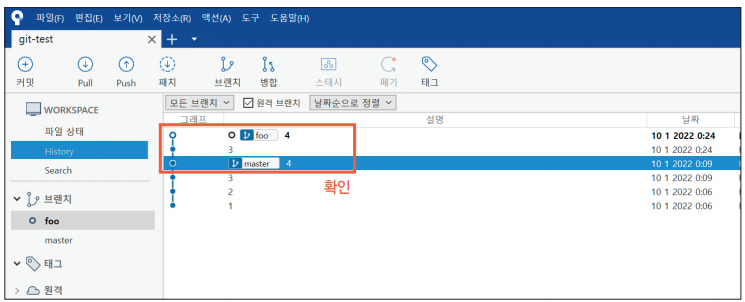 파일(F) 편집(E) 보기(V) 저장소(R) 액션(A) 도구 도움말(H)
git-test
커밋 Pull Push 패치 브랜치 병합 스태시 폐기 태그
WORKSPACE
파일 상태
History
Search
브랜치
foo
master
태그
원격
모든 브랜치 원격 브랜치 날짜순으로 정렬
그래프 설명 날짜
foo 4 10 1 2022 0:24
3 10 1 2022 0:24
master 4 10 1 2022 0:09
3 10 1 2022 0:09
2 10 1 2022 0:06
1 10 1 2022 0:06
확인